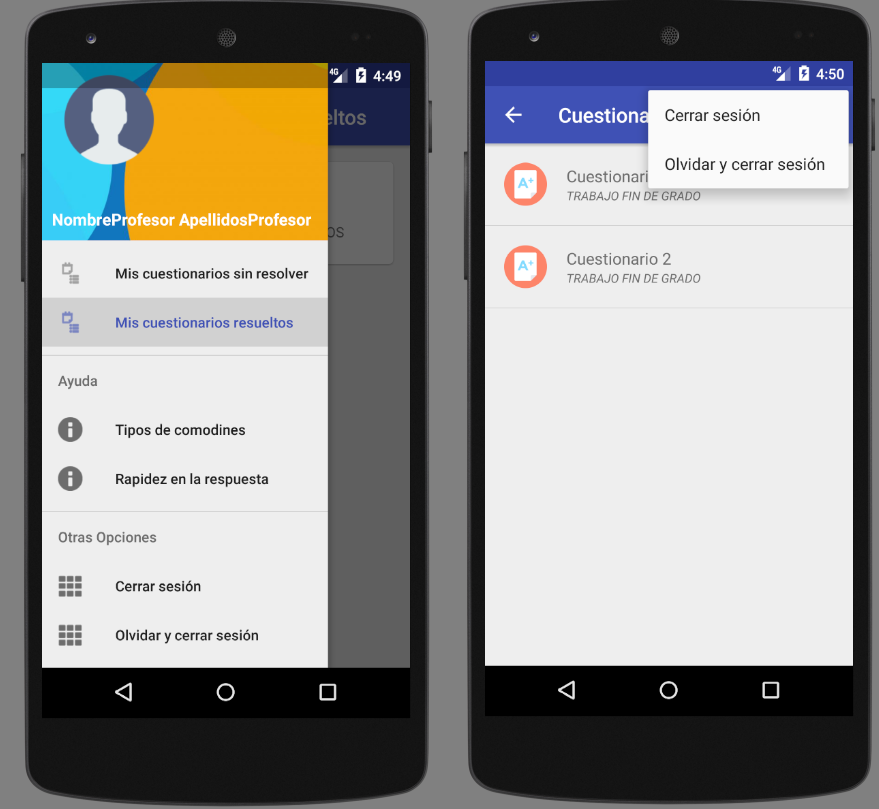 4G 4:49
eltos
NombreProfesor ApellidosProfesor
os
Mis cuestionarios sin resolver
Mis cuestionarios resueltos
Ayuda
Tipos de comodines
Rapidez en la respuesta
Otras Opciones
Cerrar sesión
Olvidar y cerrar sesión
4G 4:50
Cuestiona
Cerrar sesión
Olvidar y cerrar sesión
A+ Cuestionari
TRABAJO FIN DE GRADO
A+ Cuestionario 2
TRABAJO FIN DE GRADO